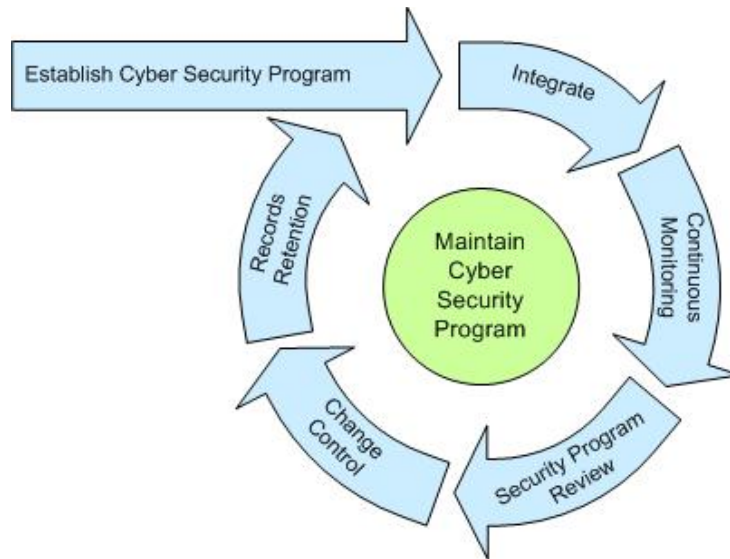 Establish Cyber Security Program
Integrate
Continuous
Monitoring
Security Program
Review
Change
Control
Records
Retention
Maintain
Cyber
Security
Program